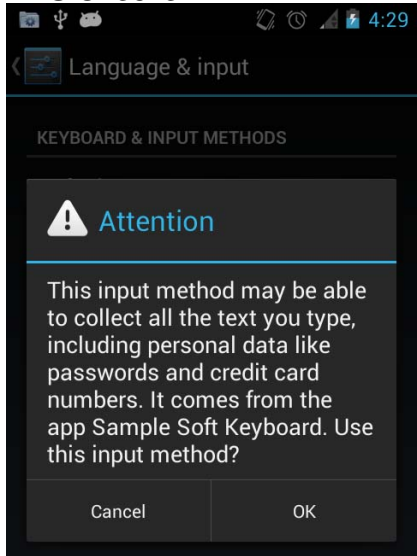 4:29
Language & input
KEYBOARD & INPUT METHODS
Attention
This input method may be able
to collect all the text you type,
including personal data like
passwords and credit card
numbers. It comes from the
app Sample Soft Keyboard. Use
this input method?
Cancel
OK